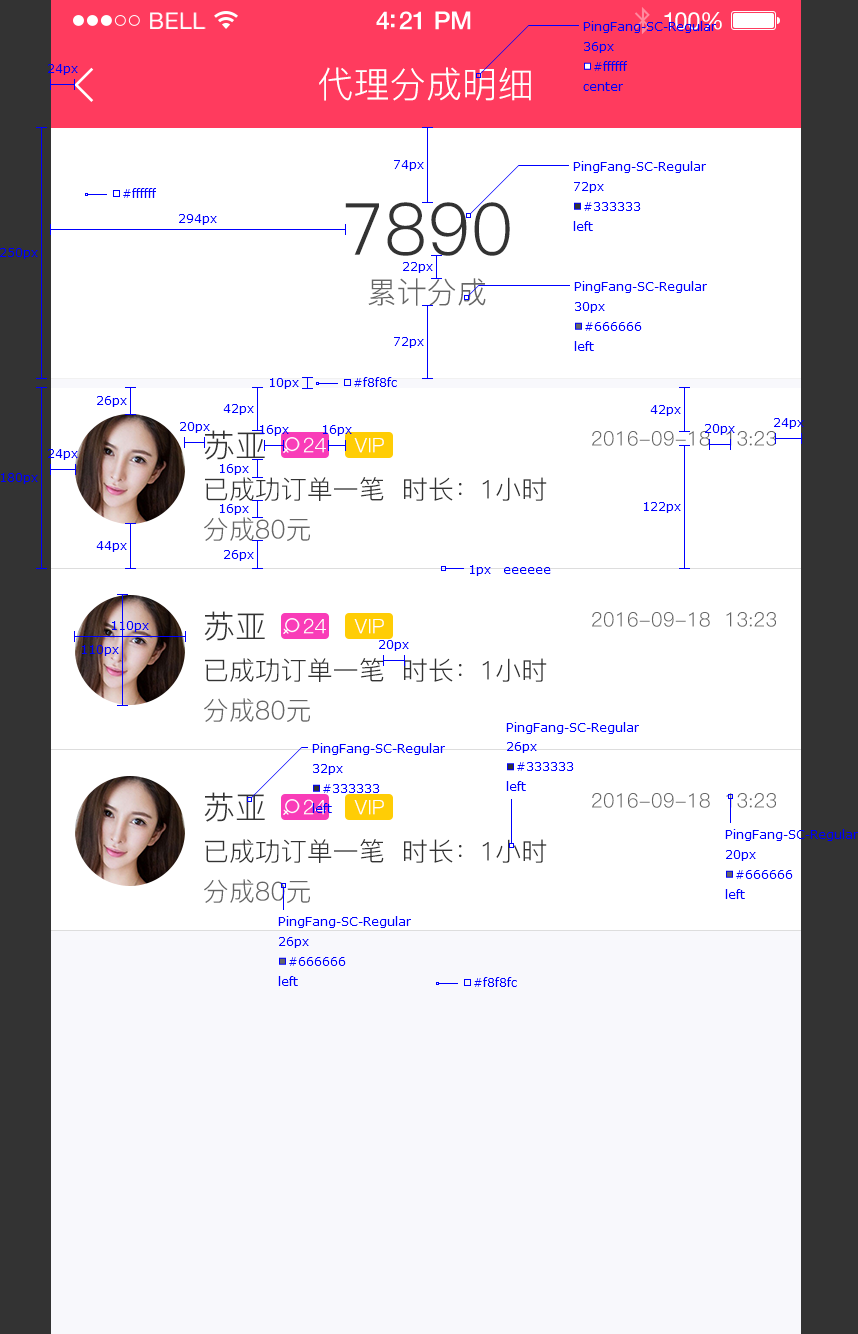 BELL 4:21 PM 100%
PingFang-SC-Regular
36px
#ffffff
center
24px
代理分成明细
74px
PingFang-SC-Regular
72px
#333333
left
#ffffff
294px
7890
250px
22px
累计分成
PingFang-SC-Regular
30px
#666666
left
72px
10px
#f8f8fc
26px
42px
42px
20px
16px
16px
20px
24px
苏亚 24 VIP 2016-09-18 13:23
24px
16px
180px
已成功订单一笔 时长：1小时
16px
122px
分成80元
44px
26px
1px eeeeee
110px
苏亚 24 VIP 2016-09-18 13:23
110px
20px
已成功订单一笔 时长：1小时
分成80元
PingFang-SC-Regular
26px
#333333
left
PingFang-SC-Regular
32px
#333333
left
苏亚 24 VIP 2016-09-18 13:23
已成功订单一笔 时长：1小时
PingFang-SC-Regular
20px
#666666
left
分成80元
PingFang-SC-Regular
26px
#666666
left
#f8f8fc